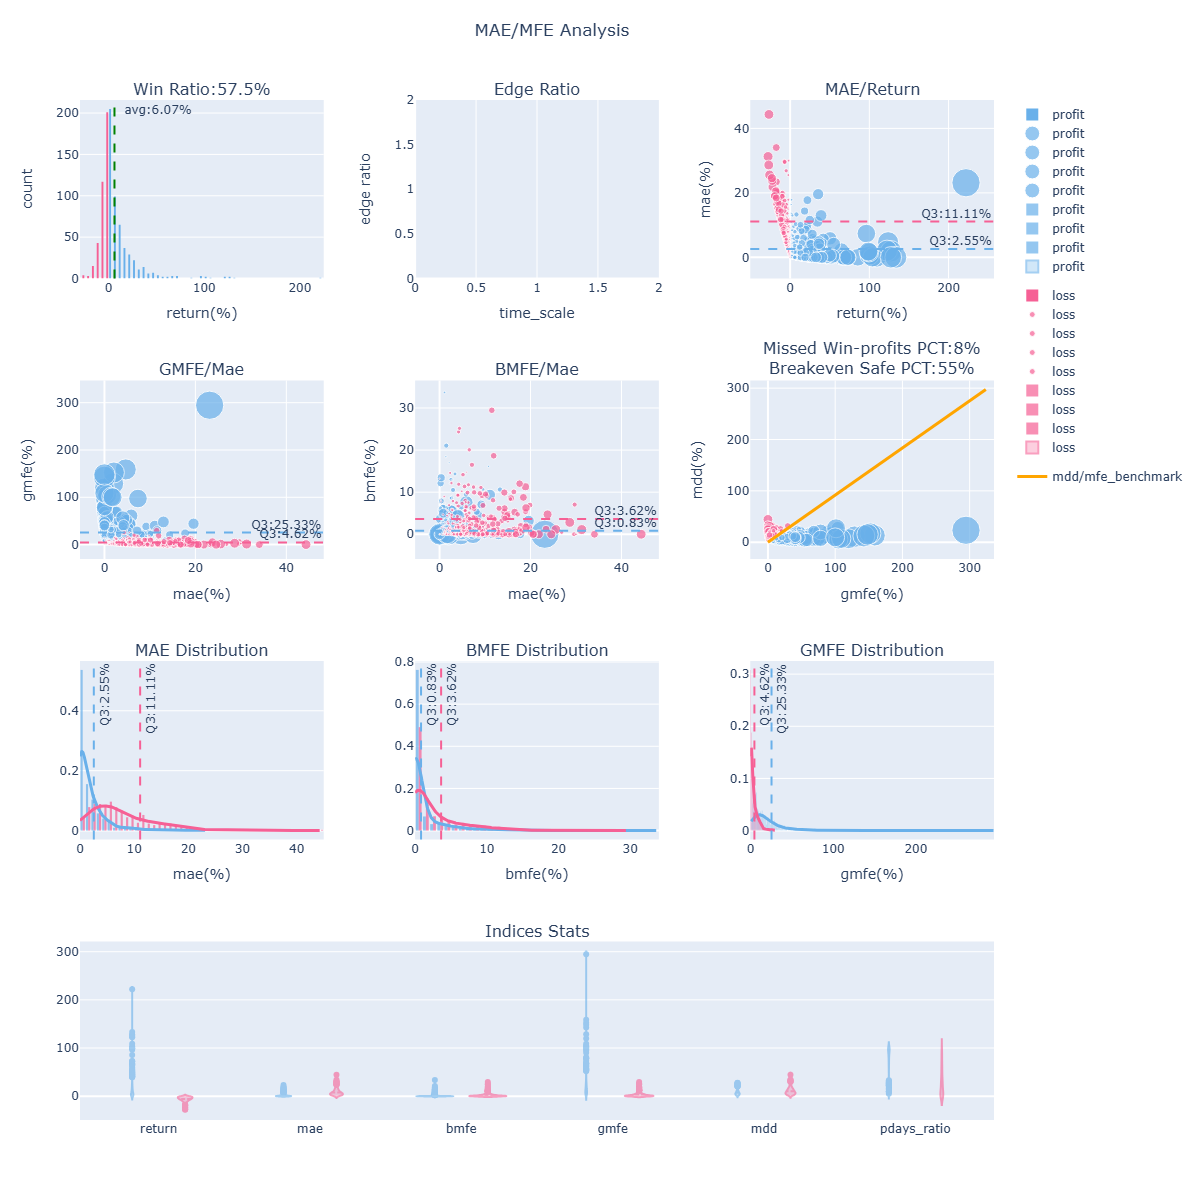 MAE/MFE Analysis
Win Ratio:57.5%
avg:6.07%
count
200
150
100
50
0
0 100 200
return(%)
Edge Ratio
edge ratio
2
1.5
1
0.5
0
0 0.5 1 1.5 2
time_scale
MAE/Return
mae(%)
40
20
0
Q3:11.11%
Q3:2.55%
0 100 200
return(%)
profit
profit
profit
profit
profit
profit
profit
profit
profit
loss
loss
loss
loss
loss
loss
loss
loss
loss
mdd/mfe_benchmark
GMFE/Mae
gmfe(%)
300
200
100
0
Q3:25.33%
Q3:4.62%
0 20 40
mae(%)
BMFE/Mae
bmfe(%)
30
20
10
0
Q3:3.62%
Q3:0.83%
0 20 40
mae(%)
Missed Win-profits PCT:8%
Breakeven Safe PCT:55%
mdd(%)
300
200
100
0
0 100 200 300
gmfe(%)
MAE Distribution
Q3:2.55%
Q3:11.11%
0.4
0.2
0
0 10 20 30 40
mae(%)
BMFE Distribution
Q3:0.83%
Q3:3.62%
0.8
0.6
0.4
0.2
0
0 10 20 30
bmfe(%)
GMFE Distribution
Q3:4.62%
Q3:25.33%
0.3
0.2
0.1
0
0 100 200
gmfe(%)
Indices Stats
300
200
100
0
return mae bmfe gmfe mdd pdays_ratio